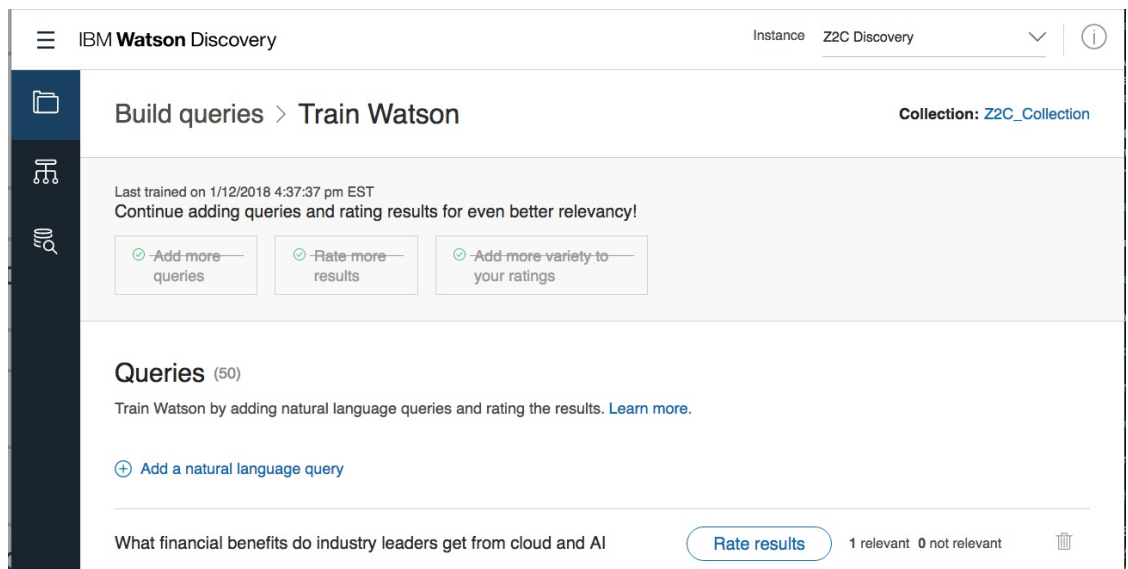 IBM Watson Discovery
Instance Z2C Discovery
Build queries > Train Watson
Collection: Z2C_Collection
Last trained on 1/12/2018 4:37:37 pm EST
Continue adding queries and rating results for even better relevancy!
Add more
queries
Rate more
results
Add more variety to
your ratings
Queries (50)
Train Watson by adding natural language queries and rating the results. Learn more.
Add a natural language query
What financial benefits do industry leaders get from cloud and AI
Rate results
1 relevant 0 not relevant